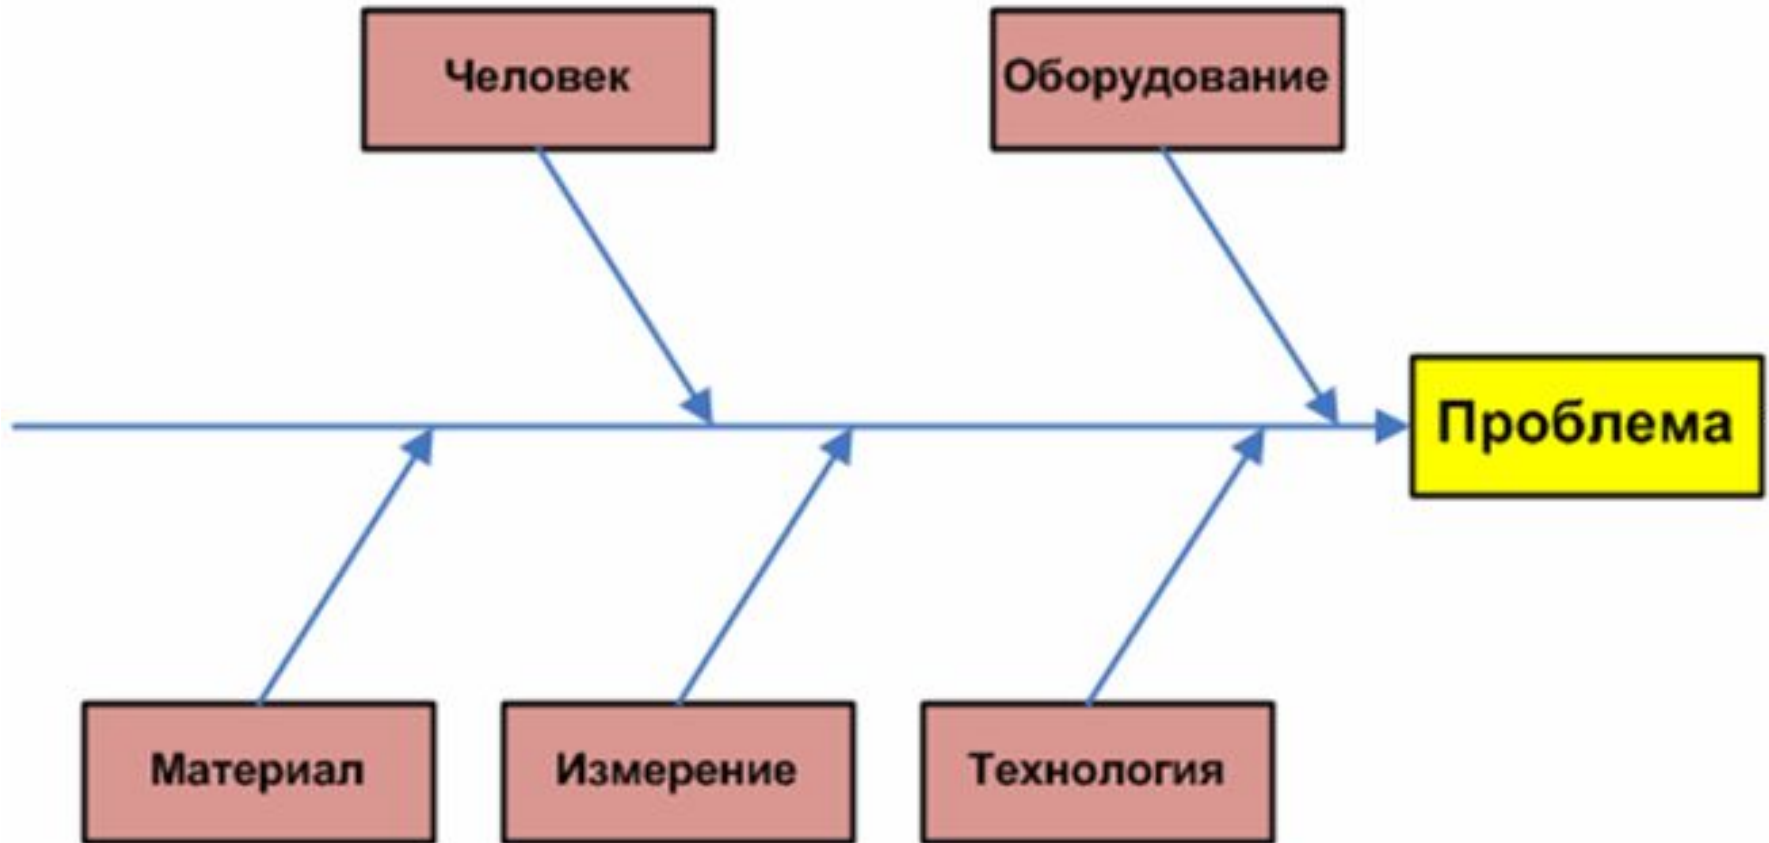 Человек
Оборудование
Проблема
Материал
Измерение
Технология